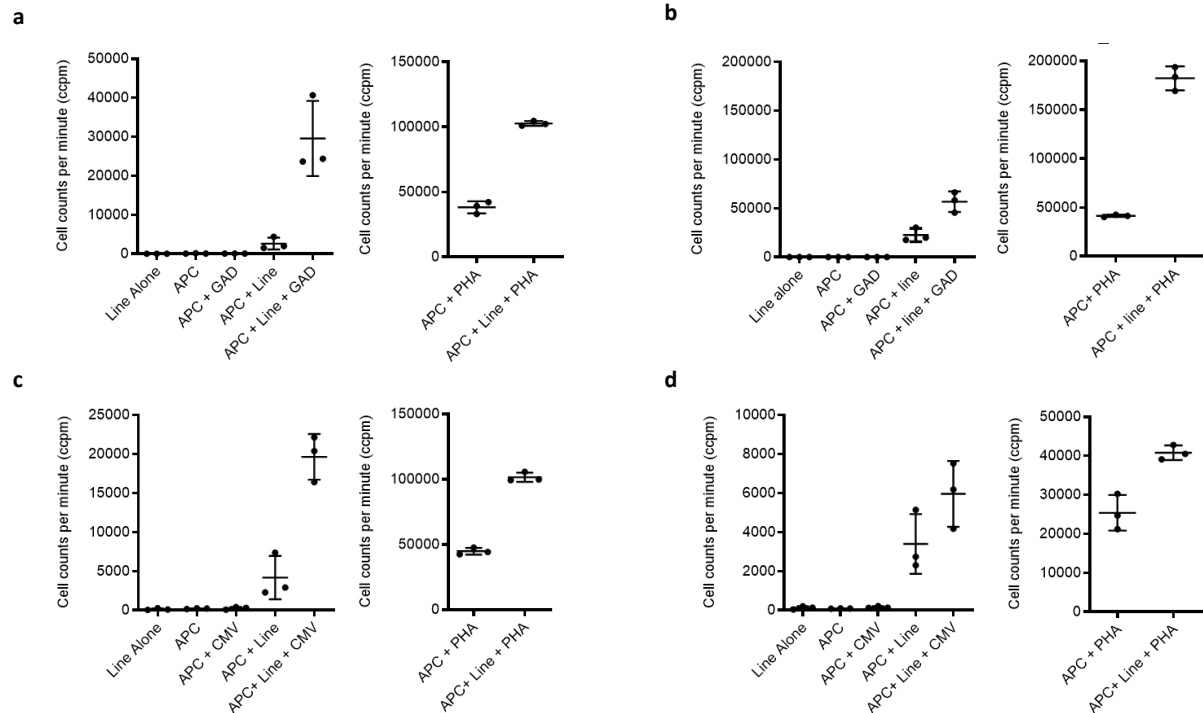 a
Cell counts per minute (ccpm)
50000
40000
30000
20000
10000
0
Line Alone
APC
APC + GAD
APC + Line
APC + Line + GAD
Cell counts per minute (ccpm)
150000
100000
50000
0
APC + PHA
APC + Line + PHA
b
Cell counts per minute (ccpm)
200000
150000
200000
50000
0
Line alone
APC
APC + GAD
APC + line
APC + line + GAD
Cell counts per minute (ccpm)
200000
150000
100000
50000
0
APC+ PHA
APC + line + PHA
c
Cell counts per minute (ccpm)
25000
20000
15000
10000
5000
0
Line Alone
APC
APC + CMV
APC + Line
APC+ Line + CMV
Cell counts per minute (ccpm)
150000
100000
50000
0
APC + PHA
APC+ Line + PHA
d
Cell counts per minute (ccpm)
10000
8000
6000
4000
2000
0
Line Alone
APC
APC + CMV
APC + Line
APC+ Line + CMV
Cell counts per minute (ccpm)
50000
40000
30000
20000
10000
0
APC + PHA
APC+ Line + PHA